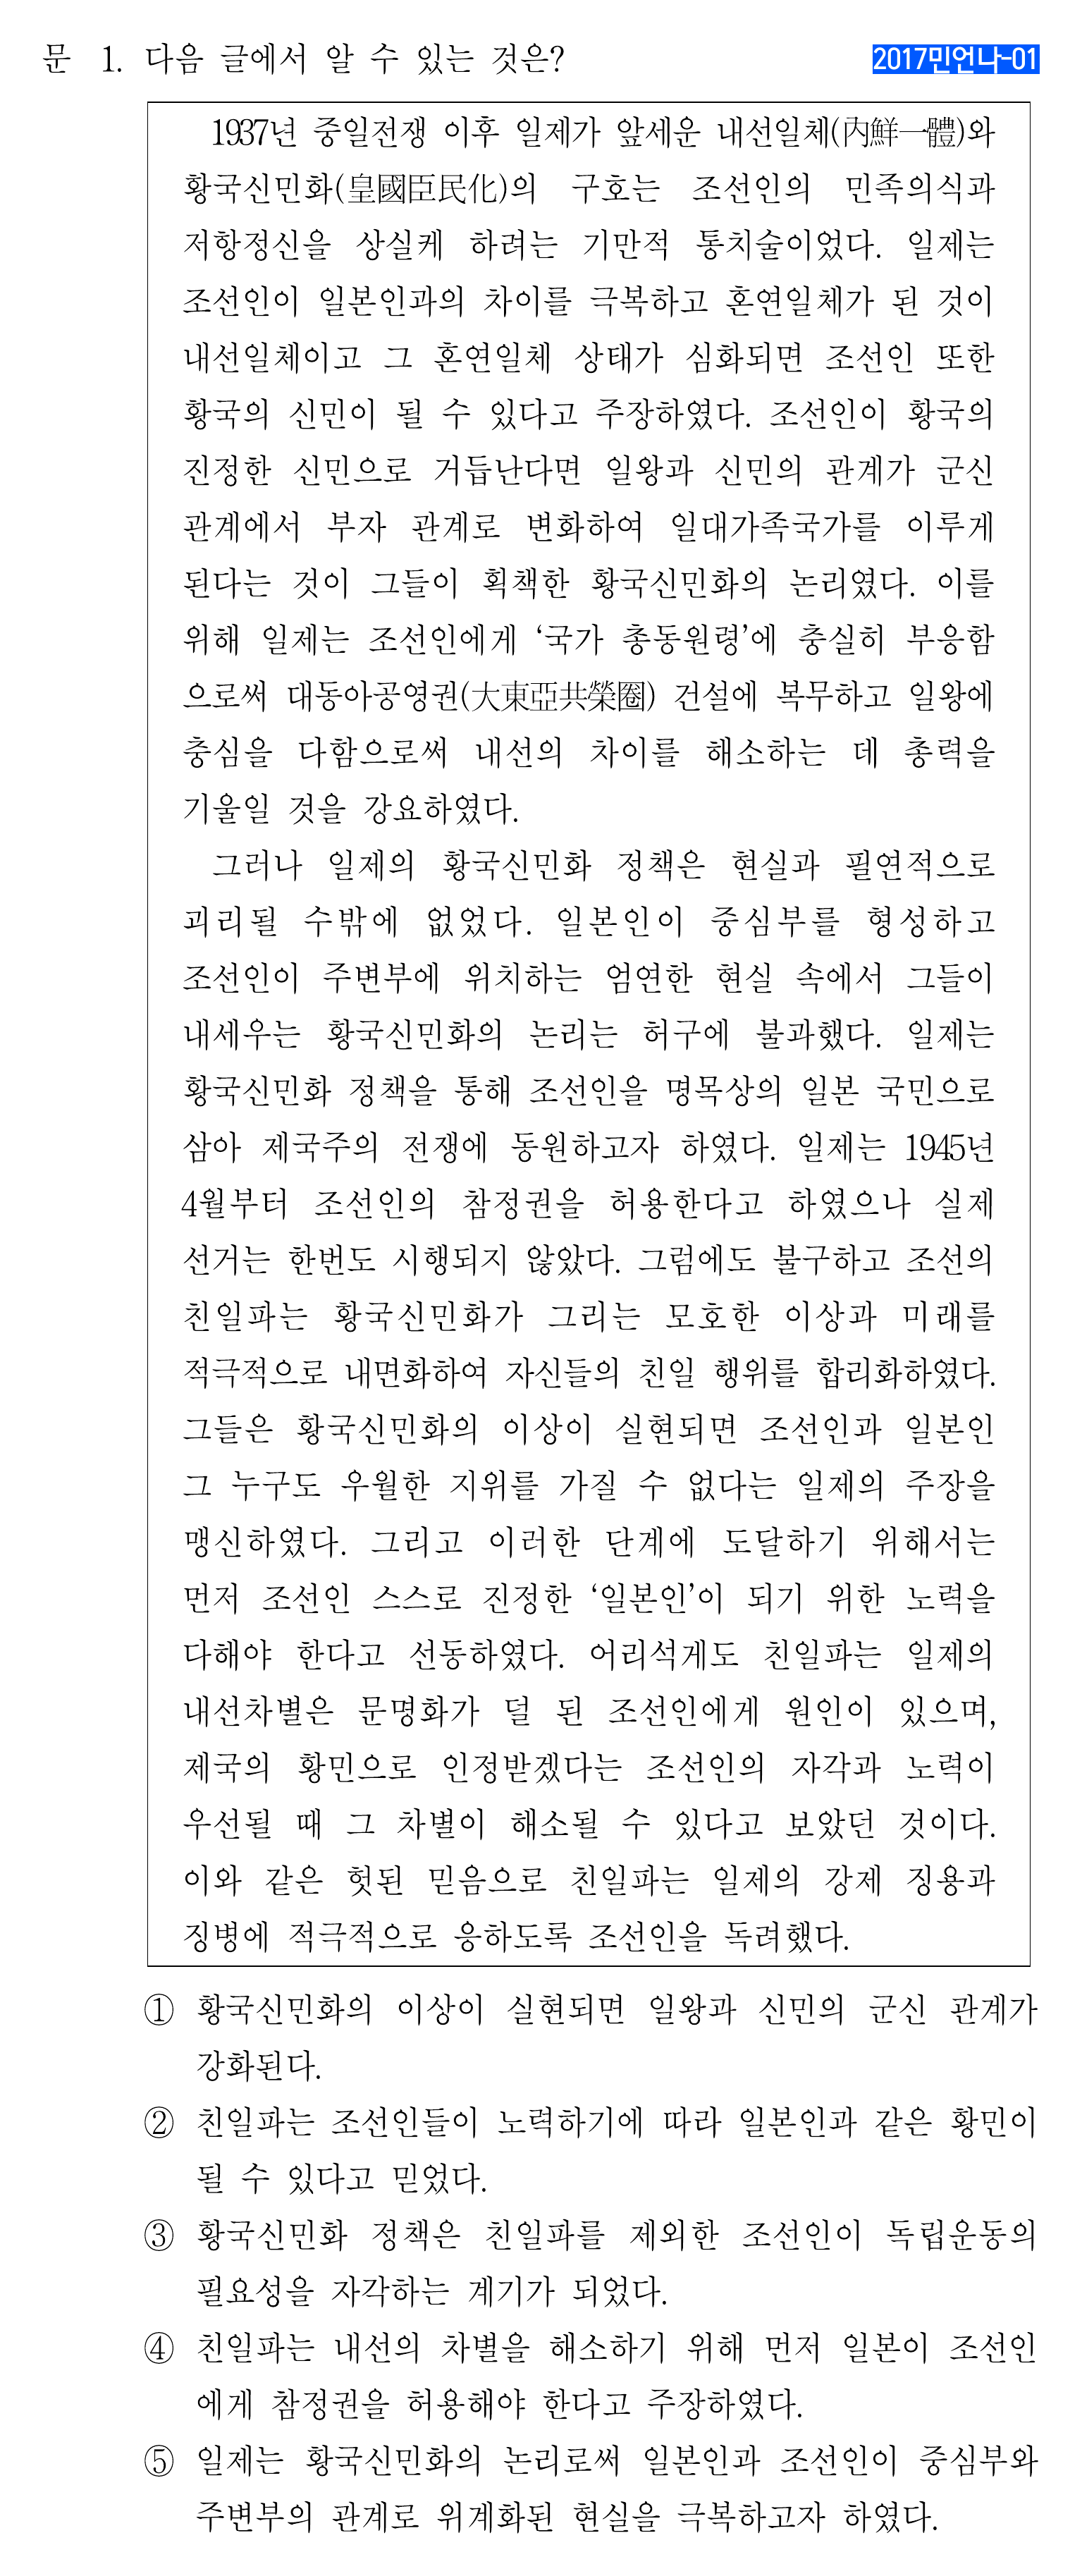 문 1. 다음 글에서 알 수 있는 것은?
2017민언나-01
1937년 중일전쟁 이후 일제가 앞세운 내선일체(內鮮一體)와
황국신민화(皇國臣民化)의 구호는 조선인의 민족의식과
저항정신을 상실케 하려는 기만적 통치술이었다. 일제는
조선인이 일본인과의 차이를 극복하고 혼연일체가 된 것이
내선일체이고 그 혼연일체 상태가 심화되면 조선인 또한
황국의 신민이 될 수 있다고 주장하였다. 조선인이 황국의
진정한 신민으로 거듭난다면 일왕과 신민의 관계가 군신
관계에서 부자 관계로 변화하여 일대가족국가를 이루게
된다는 것이 그들이 획책한 황국신민화의 논리였다. 이를
위해 일제는 조선인에게 ‘국가 총동원령’에 충실히 부응함
으로써 대동아공영권(大東亞共榮圈) 건설에 복무하고 일왕에
충심을 다함으로써 내선의 차이를 해소하는 데 총력을
기울일 것을 강요하였다.
그러나 일제의 황국신민화 정책은 현실과 필연적으로
괴리될 수밖에 없었다. 일본인이 중심부를 형성하고
조선인이 주변부에 위치하는 엄연한 현실 속에서 그들이
내세우는 황국신민화의 논리는 허구에 불과했다. 일제는
황국신민화 정책을 통해 조선인을 명목상의 일본 국민으로
삼아 제국주의 전쟁에 동원하고자 하였다. 일제는 1945년
4월부터 조선인의 참정권을 허용한다고 하였으나 실제
선거는 한번도 시행되지 않았다. 그럼에도 불구하고 조선의
친일파는 황국신민화가 그리는 모호한 이상과 미래를
적극적으로 내면화하여 자신들의 친일 행위를 합리화하였다.
그들은 황국신민화의 이상이 실현되면 조선인과 일본인
그 누구도 우월한 지위를 가질 수 없다는 일제의 주장을
맹신하였다. 그리고 이러한 단계에 도달하기 위해서는
먼저 조선인 스스로 진정한 ‘일본인’이 되기 위한 노력을
다해야 한다고 선동하였다. 어리석게도 친일파는 일제의
내선차별은 문명화가 덜 된 조선인에게 원인이 있으며,
제국의 황민으로 인정받겠다는 조선인의 자각과 노력이
우선될 때 그 차별이 해소될 수 있다고 보았던 것이다.
이와 같은 헛된 믿음으로 친일파는 일제의 강제 징용과
징병에 적극적으로 응하도록 조선인을 독려했다.
① 황국신민화의 이상이 실현되면 일왕과 신민의 군신 관계가
강화된다.
② 친일파는 조선인들이 노력하기에 따라 일본인과 같은 황민이
될 수 있다고 믿었다.
③ 황국신민화 정책은 친일파를 제외한 조선인이 독립운동의
필요성을 자각하는 계기가 되었다.
④ 친일파는 내선의 차별을 해소하기 위해 먼저 일본이 조선인
에게 참정권을 허용해야 한다고 주장하였다.
⑤ 일제는 황국신민화의 논리로써 일본인과 조선인이 중심부와
주변부의 관계로 위계화된 현실을 극복하고자 하였다.